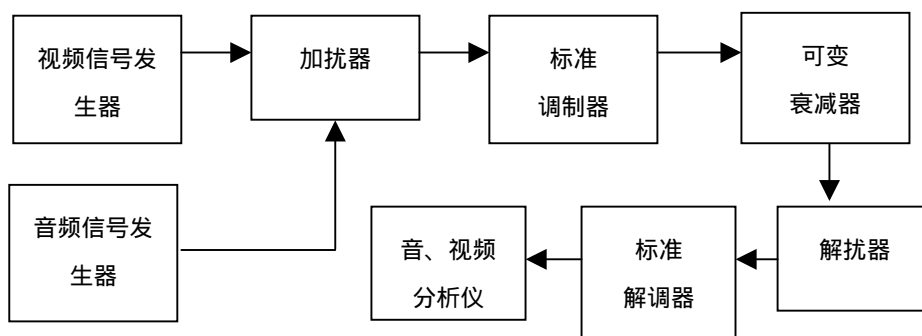 视频信号发
生器
加扰器
标准
调制器
可变
衰减器
音频信号发
生器
音、视频
分析仪
标准
解调器
解扰器